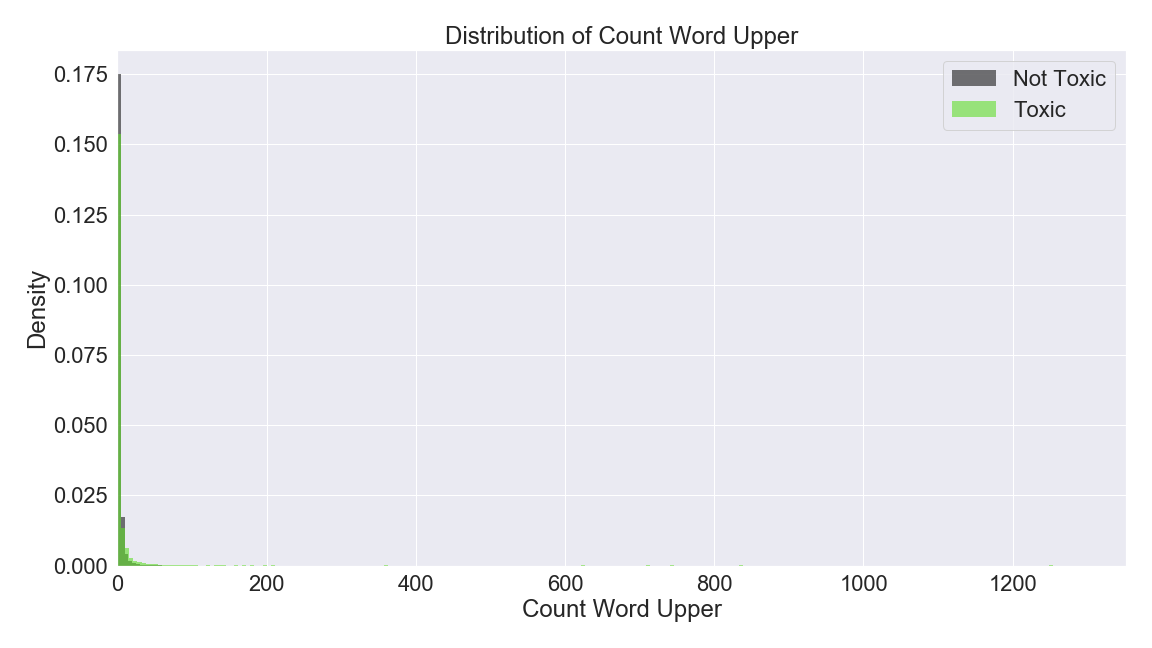 Distribution of Count Word Upper
Not Toxic
Toxic
Density
0.175
0.150
0.125
0.100
0.075
0.050
0.025
0.000
0 200 400 600 800 1000 1200
Count Word Upper